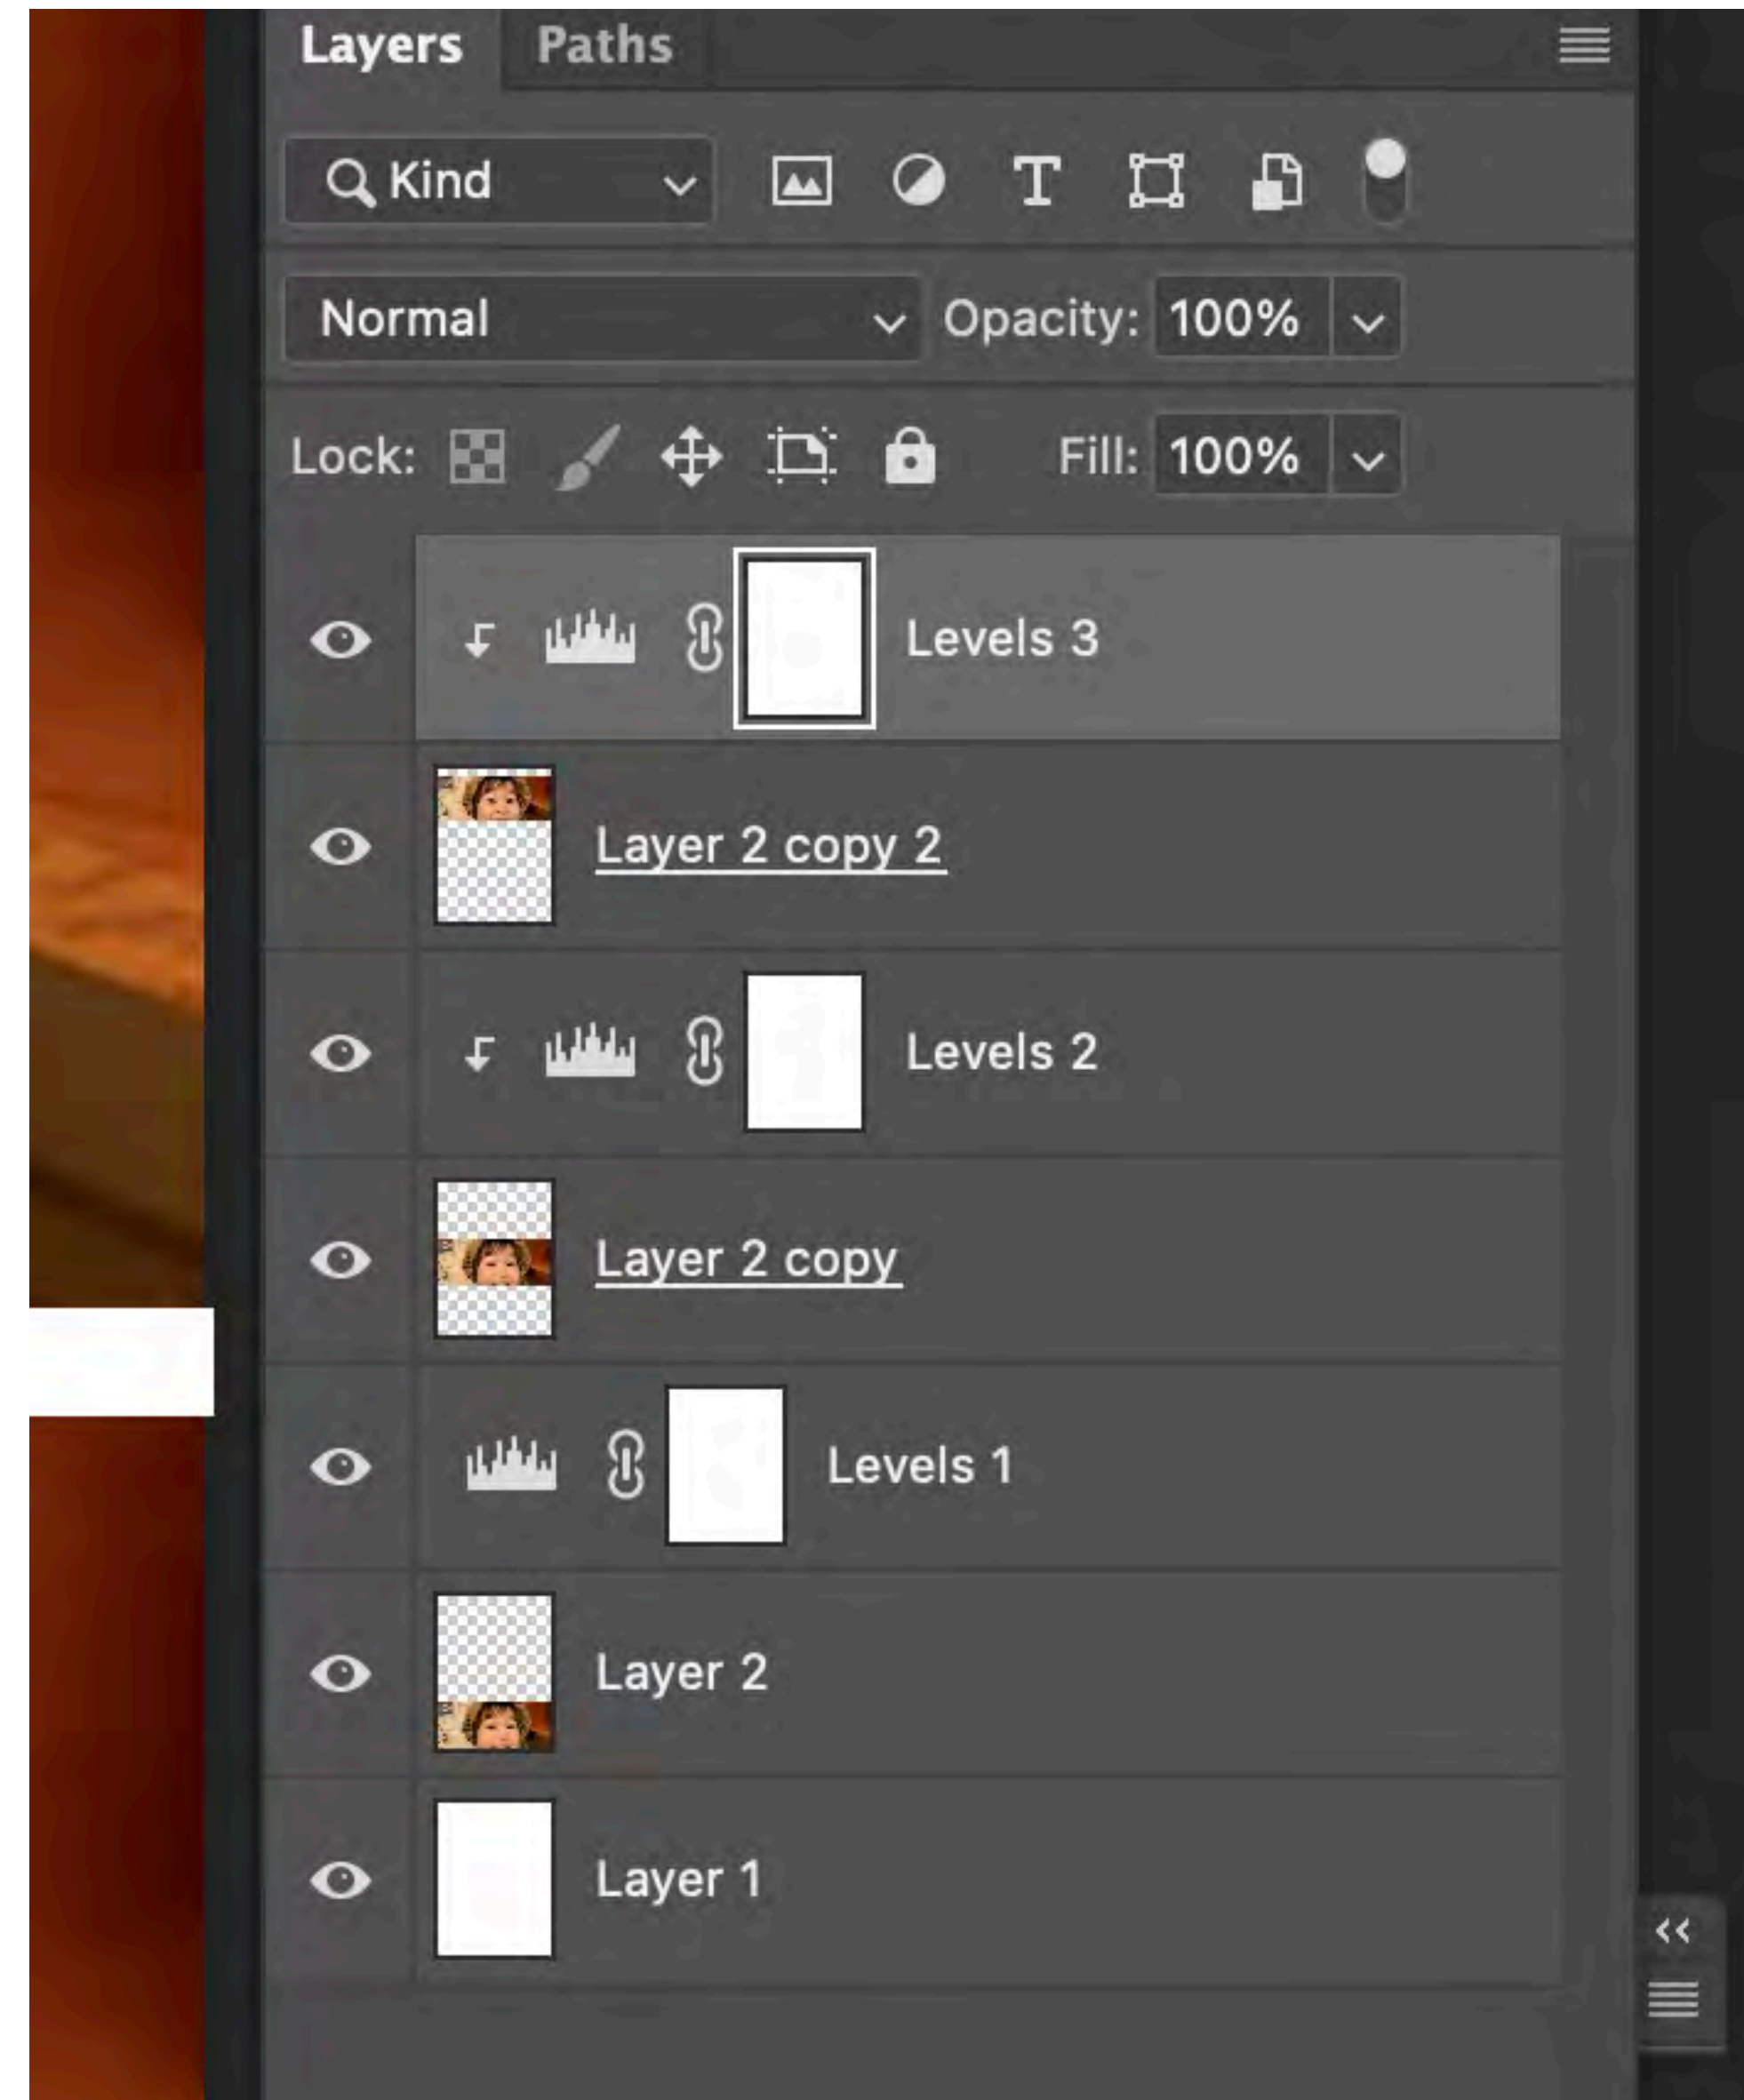 Layers Paths
Kind
Normal Opacity: 100%
Lock: Fill: 100%
Levels 3
Layer 2 copy 2
Levels 2
Layer 2 copy
Levels 1
Layer 2
Layer 1